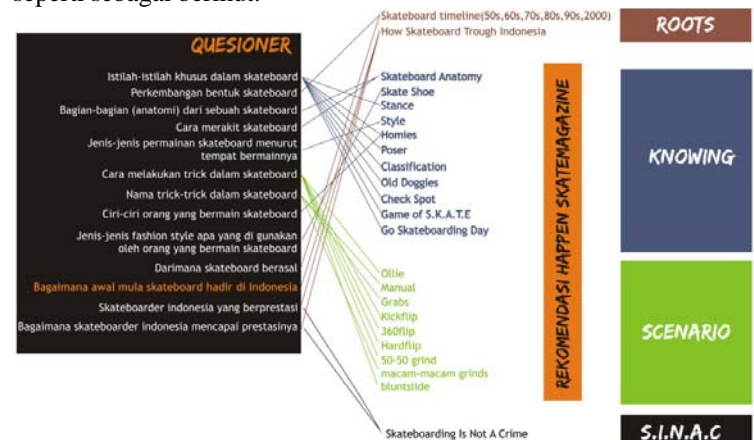 seperti sebagai berikut:
QUESIONER
Istilah-istilah khusus dalam skateboard
Perkembangan bentuk skateboard
Bagian-bagian (anatomi) dari sebuah skateboard
Cara merakit skateboard
Jenis-jenis permainan skateboard menurut
tempat bermainnya
Cara melakukan trick dalam skateboard
Nama trick-trick dalam skateboard
Ciri-ciri orang yang bermain skateboard
Jenis-jenis fashion style apa yang di gunakan
oleh orang yang bermain skateboard
Darimana skateboard berasal
Bagaimana awal mula skateboard hadir di Indonesia
Skateboarder indonesia yang berprestasi
Bagaimana skateboarder indonesia mencapai prestasinya
Skateboard timeline(50s,60s,70s,80s,90s,2000)
How Skateboard Trough Indonesia
Skateboard Anatomy
Skate Shoe
Stance
Style
Homies
Poser
Classification
Old Doggies
Check Spot
Game of S.K.A.T.E
Go Skateboarding Day
Ollie
Manual
Grabs
Kickflip
360flip
Hardflip
50-50 grind
macam-macam grinds
bluntslide
Skateboarding Is Not A Crime
REKOMENDASI HAPPEN SKATEMAGAZINE
ROOTS
KNOWING
SCENARIO
S.I.N.A.C